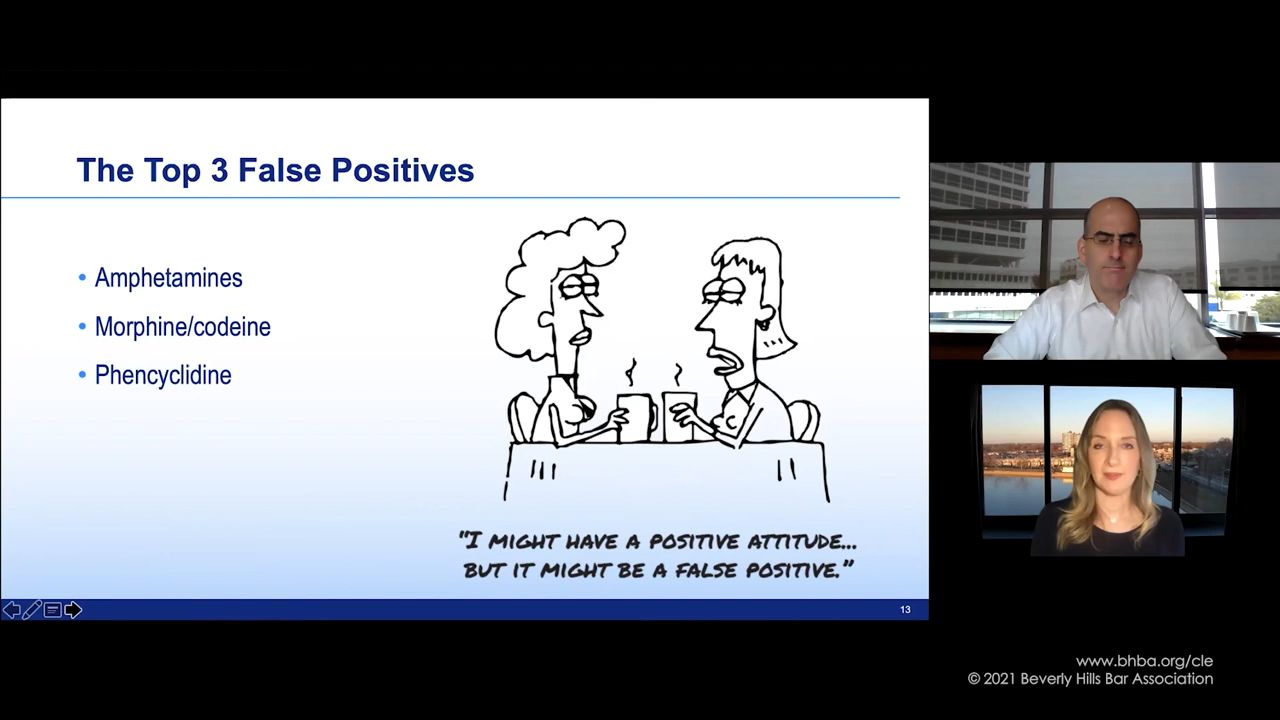 The Top 3 False Positives
• Amphetamines
• Morphine/codeine
• Phencyclidine
"I MIGHT HAVE A POSITIVE ATTITUDE...
BUT IT MIGHT BE A FALSE POSITIVE."
13
www.bhba.org/cle
© 2021 Beverly Hills Bar Association